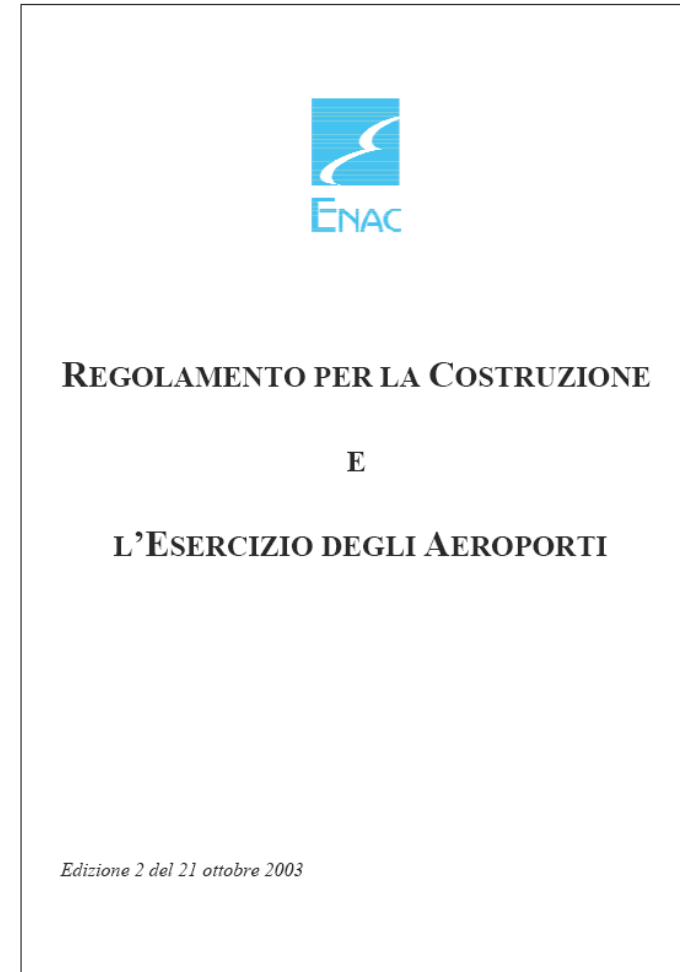 ENAC
REGOLAMENTO PER LA COSTRUZIONE
E
L'ESERCIZIO DEGLI AEROPORTI
Edizione 2 del 21 ottobre 2003